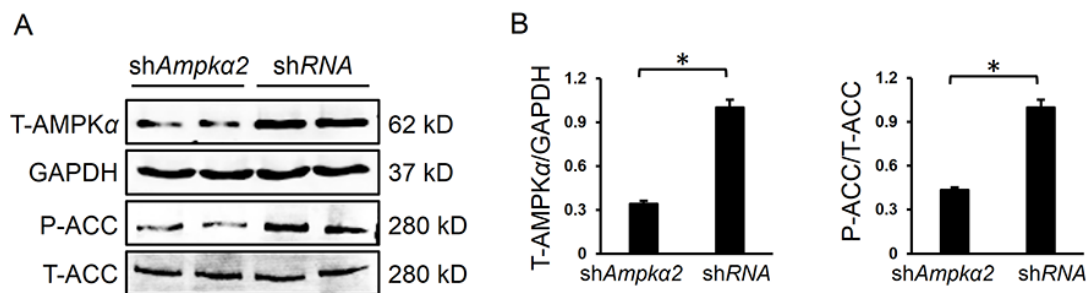 A
shAmpkα2 shRNA
T-AMPKα 62 kD
GAPDH 37 kD
P-ACC 280 kD
T-ACC 280 kD
B
T-AMPKα/GAPDH
1.2
0.9
0.6
0.3
0
*
shAmpkα2 shRNA
P-ACC/T-ACC
1.2
0.9
0.6
0.3
0
*
shAmpkα2 shRNA